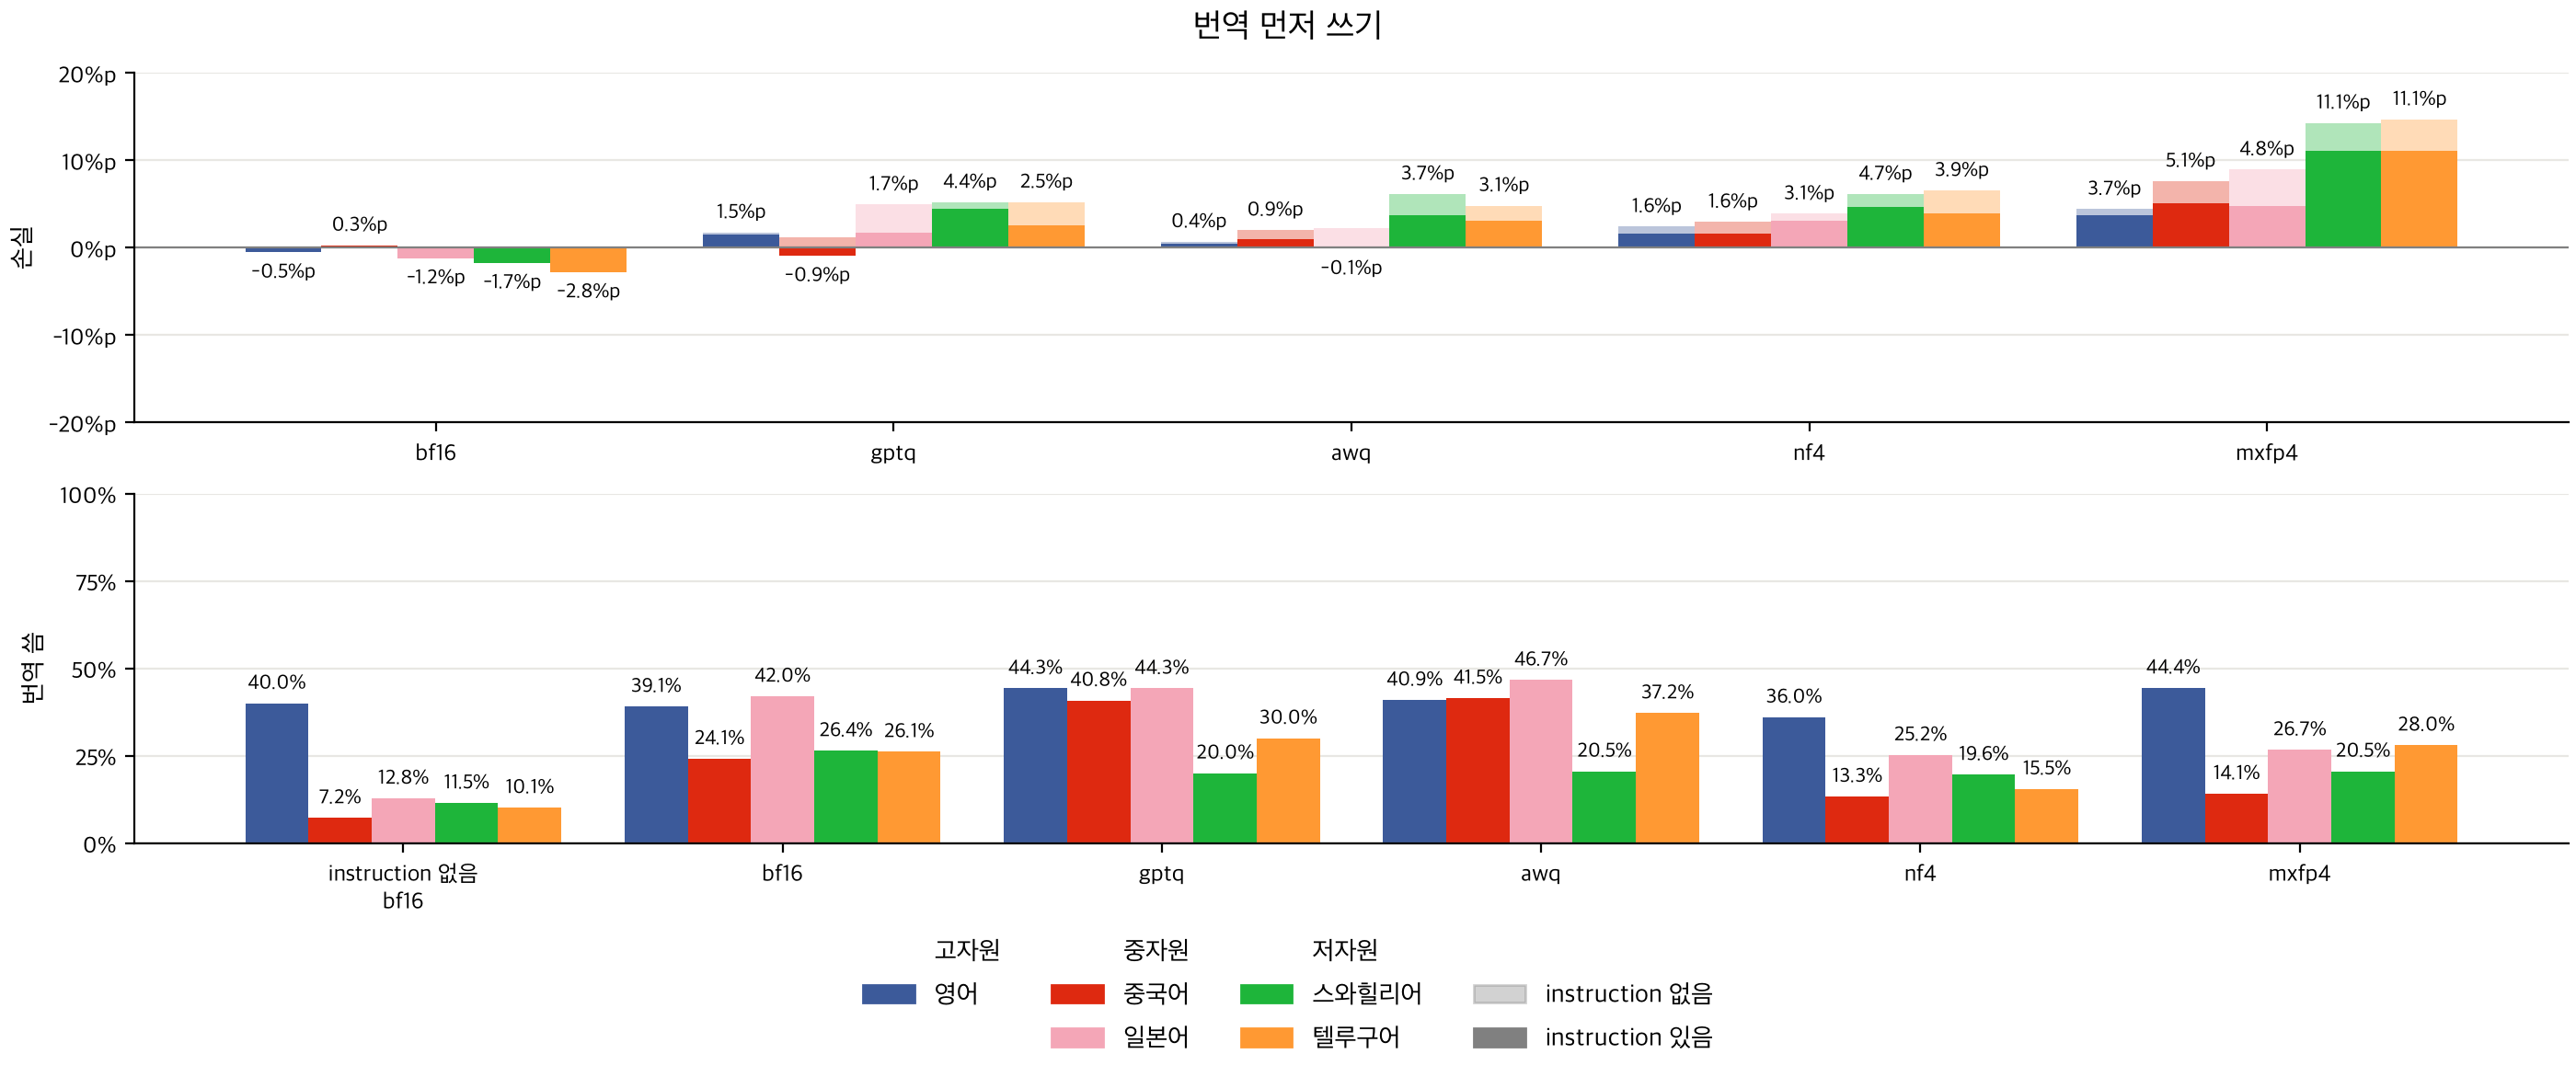 번역 먼저 쓰기
손실
20%p
10%p
0%p
-10%p
-20%p
-0.5%p
0.3%p
-1.2%p
-1.7%p
-2.8%p
1.5%p
-0.9%p
1.7%p
4.4%p
2.5%p
0.4%p
0.9%p
-0.1%p
3.7%p
3.1%p
1.6%p
1.6%p
3.1%p
4.7%p
3.9%p
3.7%p
5.1%p
4.8%p
11.1%p
11.1%p
bf16
gptq
awq
nf4
mxfp4
번역 씀
100%
75%
50%
25%
0%
40.0%
7.2%
12.8%
11.5%
10.1%
39.1%
24.1%
42.0%
26.4%
26.1%
44.3%
40.8%
44.3%
20.0%
30.0%
40.9%
41.5%
46.7%
20.5%
37.2%
36.0%
13.3%
25.2%
19.6%
15.5%
44.4%
14.1%
26.7%
20.5%
28.0%
instruction 없음
bf16
bf16
gptq
awq
nf4
mxfp4
고자원
중자원
저자원
영어
중국어
스와힐리어
instruction 없음
일본어
텔루구어
instruction 있음